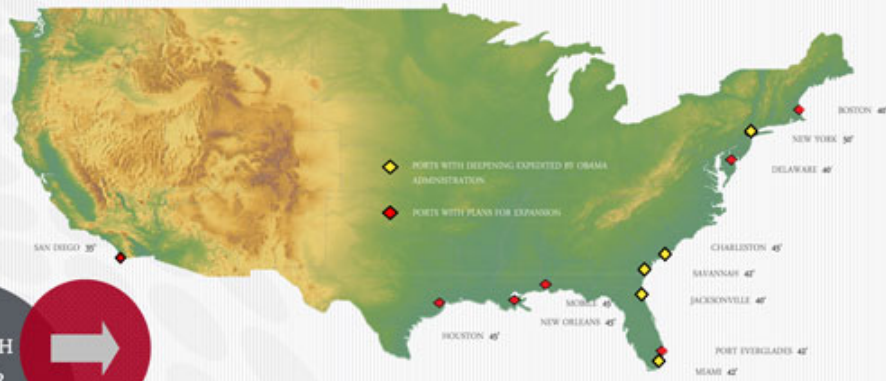 BOSTON 40'
NEW YORK 50'
DELAWARE 40'
PORTS WITH DEEPENING EXPEDITED BY OBAMA
ADMINISTRATION
PORTS WITH PLANS FOR EXPANSION
SAN DIEGO 35'
CHARLESTON 45'
SAVANNAH 42'
JACKSONVILLE 40'
MOBILE 45'
NEW ORLEANS 45'
HOUSTON 45'
PORT EVERGLADES 42'
MIAMI 42'